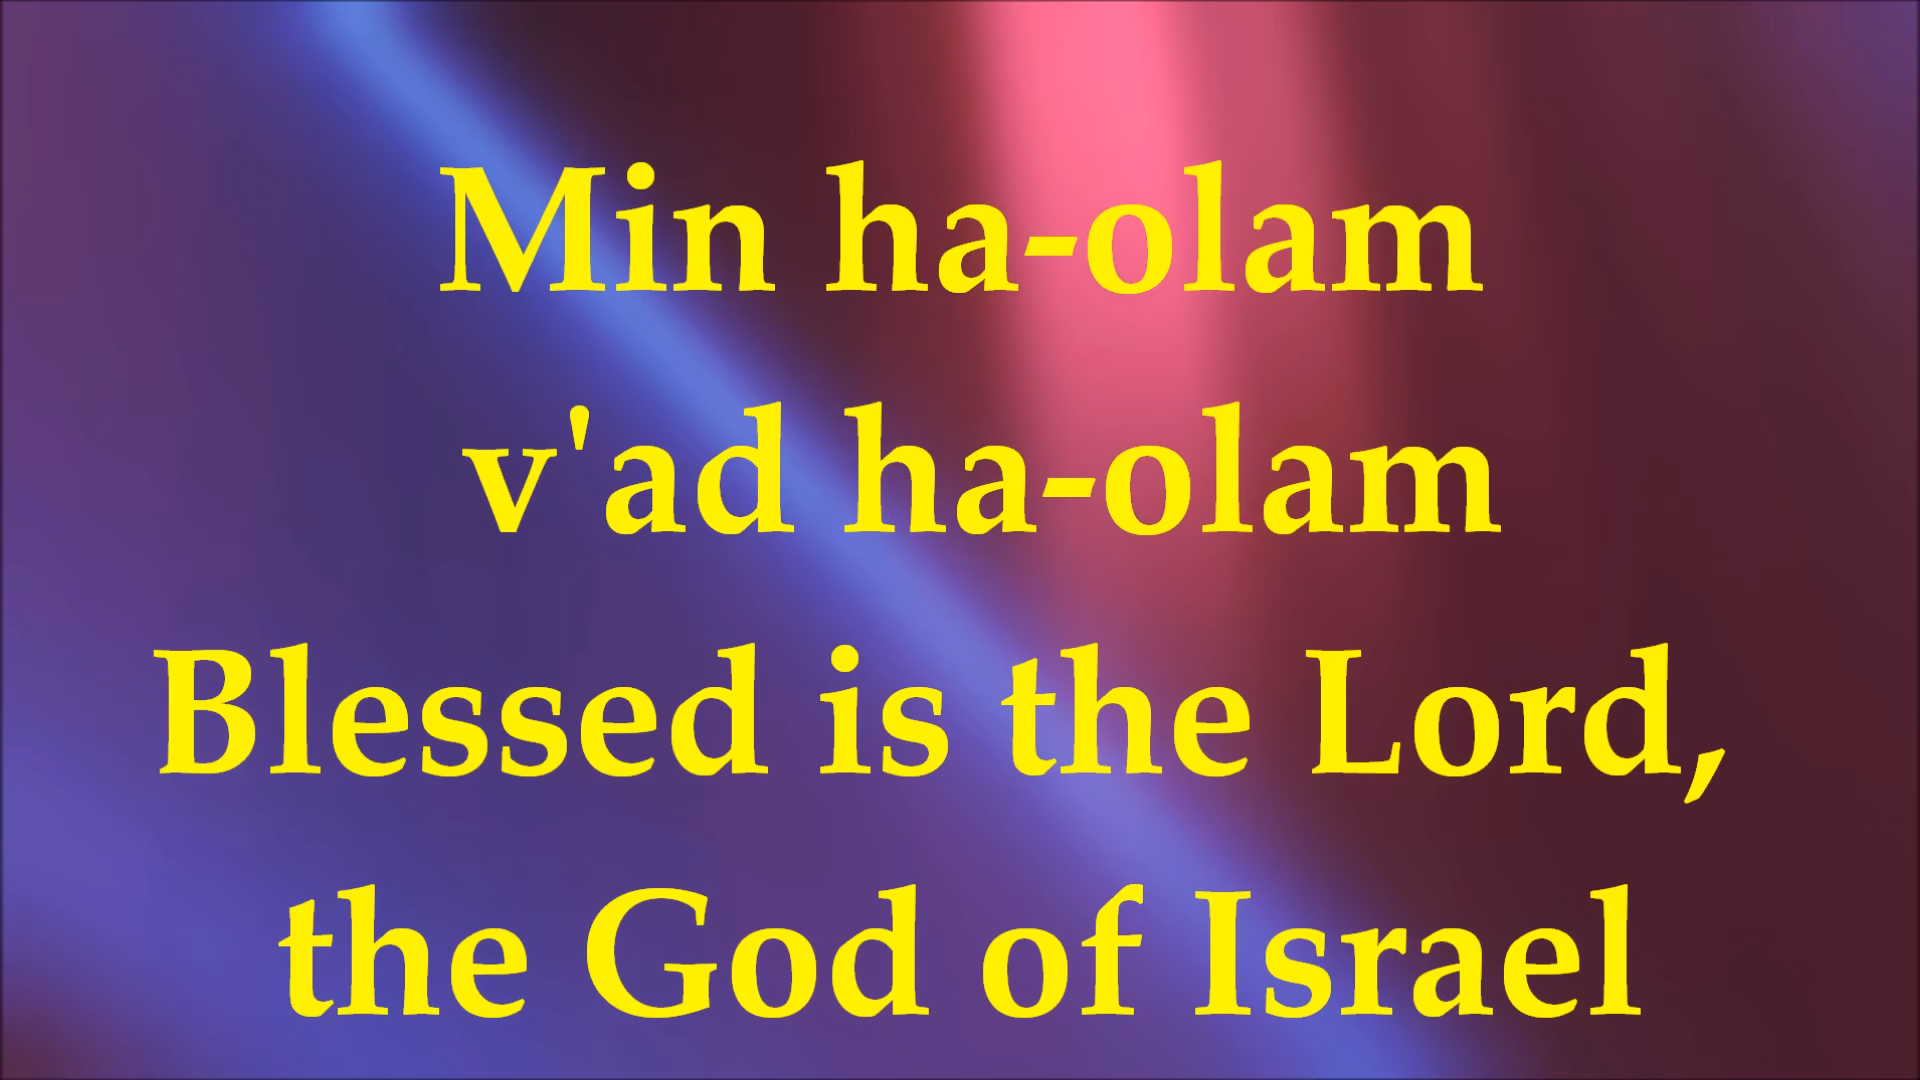 Min ha-olam
v'ad ha-olam
Blessed is the Lord,
the God of Israel